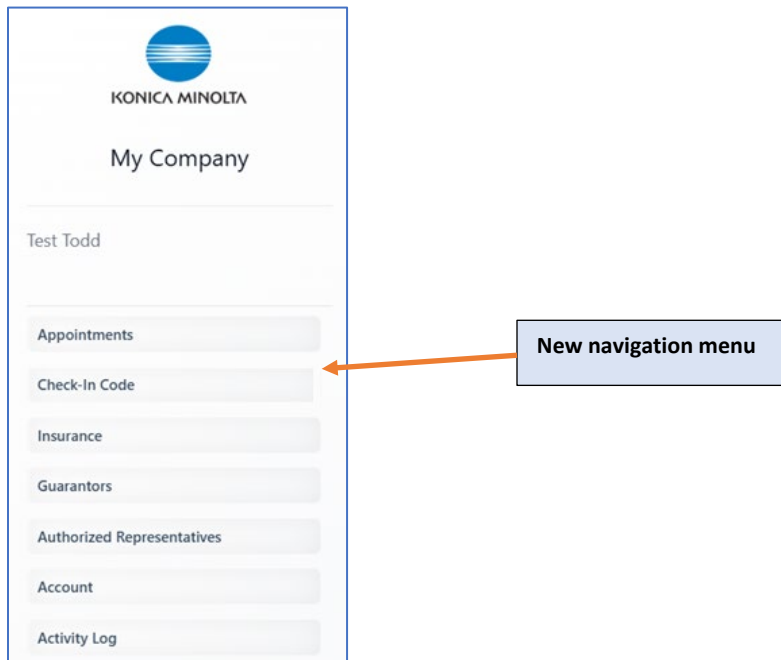 KONICA MINOLTA
My Company
Test Todd
Appointments
Check-In Code
Insurance
Guarantors
Authorized Representatives
Account
Activity Log
New navigation menu